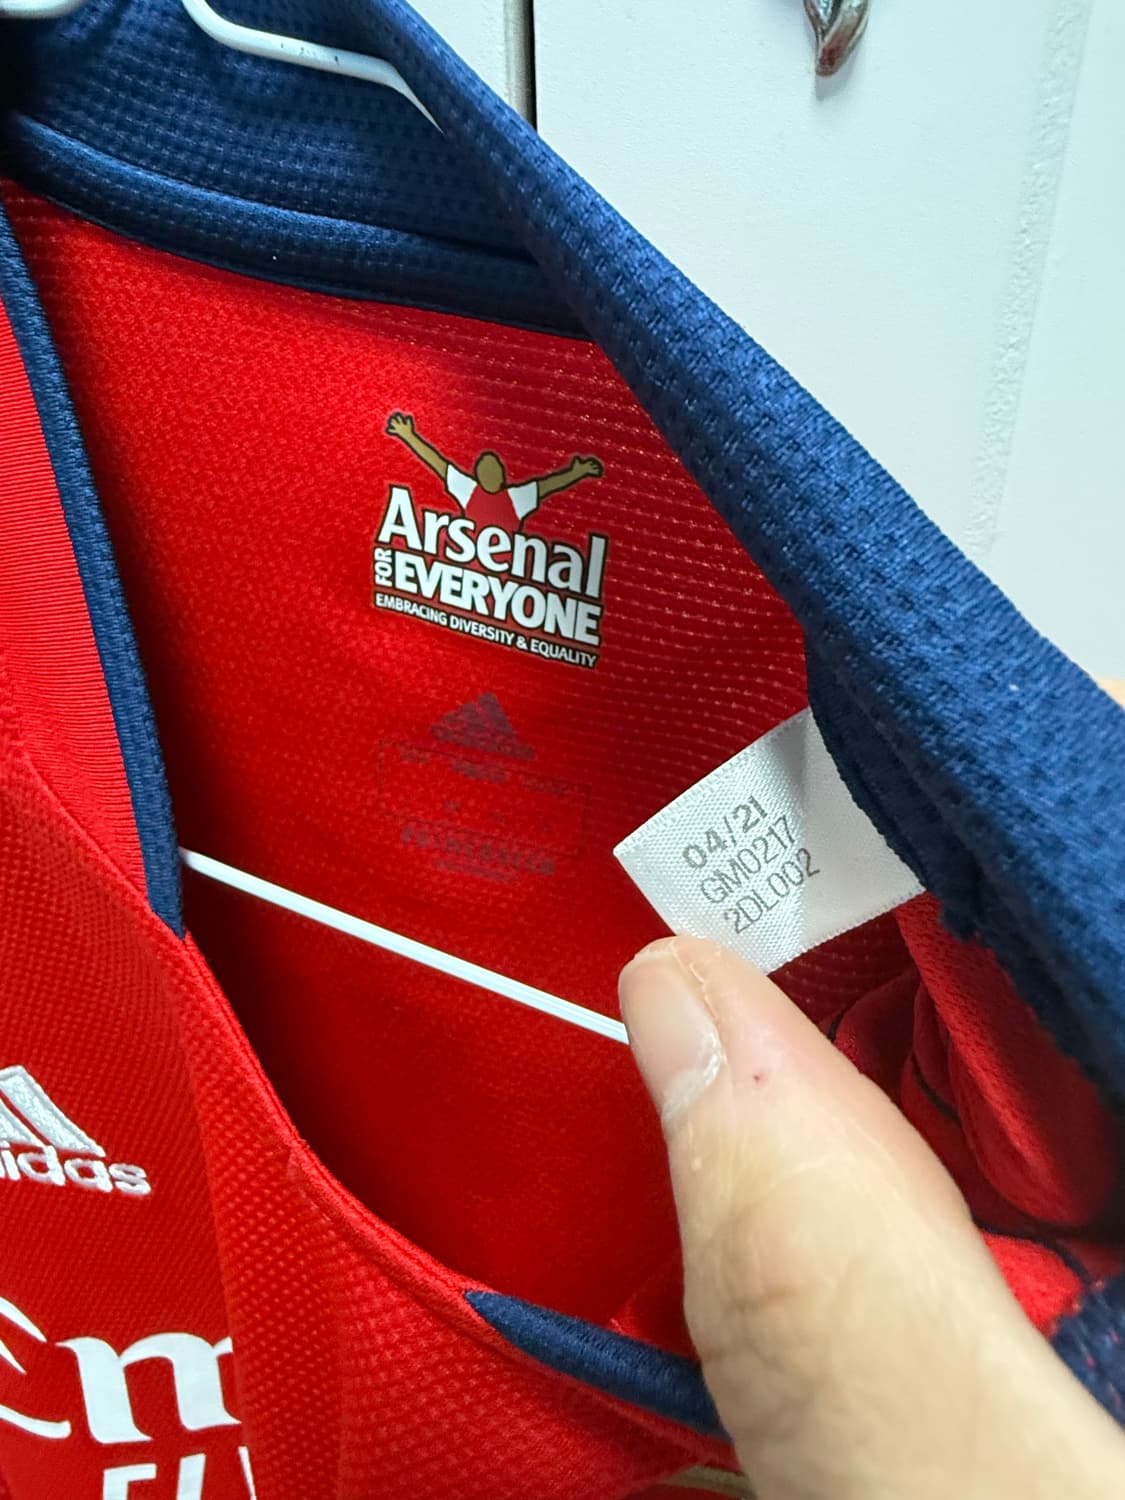 Arsenal
FOR EVERYONE
EMBRACING DIVERSITY & EQUALITY
adidas
04/21
GM0217
2DL002